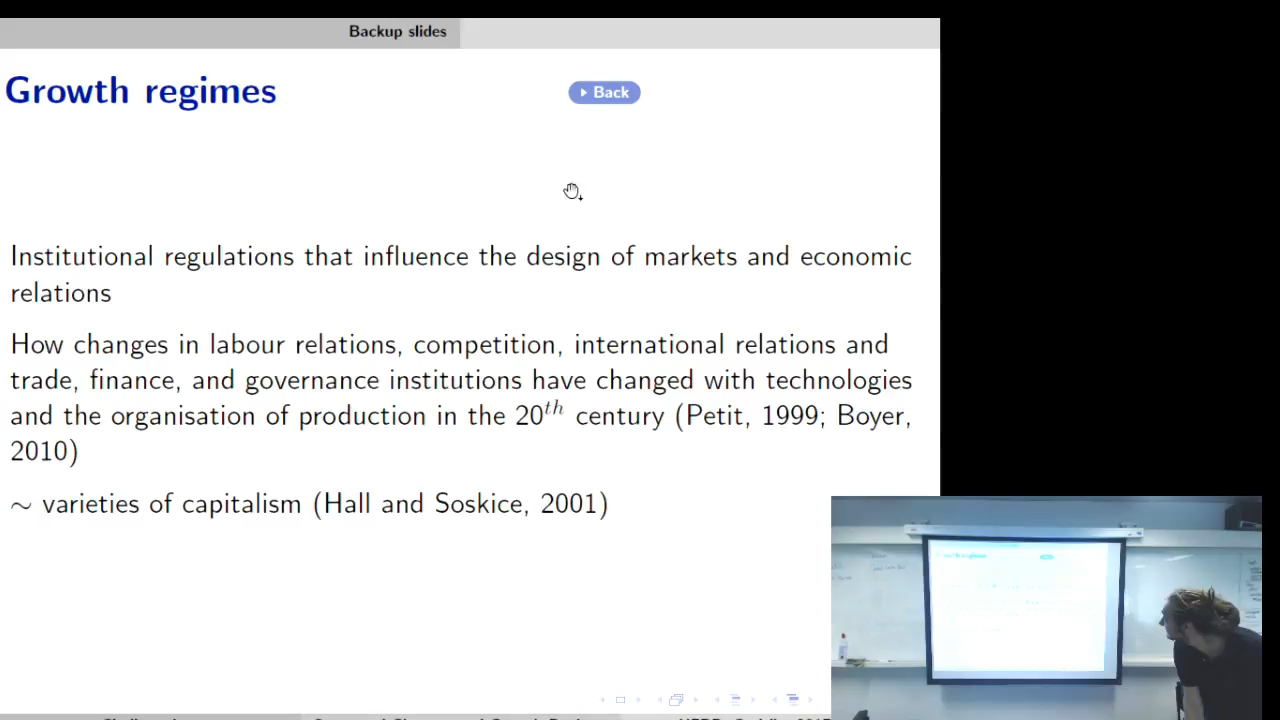 Backup slides
Growth regimes
Back
Institutional regulations that influence the design of markets and economic
relations
How changes in labour relations, competition, international relations and
trade, finance, and governance institutions have changed with technologies
and the organisation of production in the 20th century (Petit, 1999; Boyer,
2010)
∼ varieties of capitalism (Hall and Soskice, 2001)